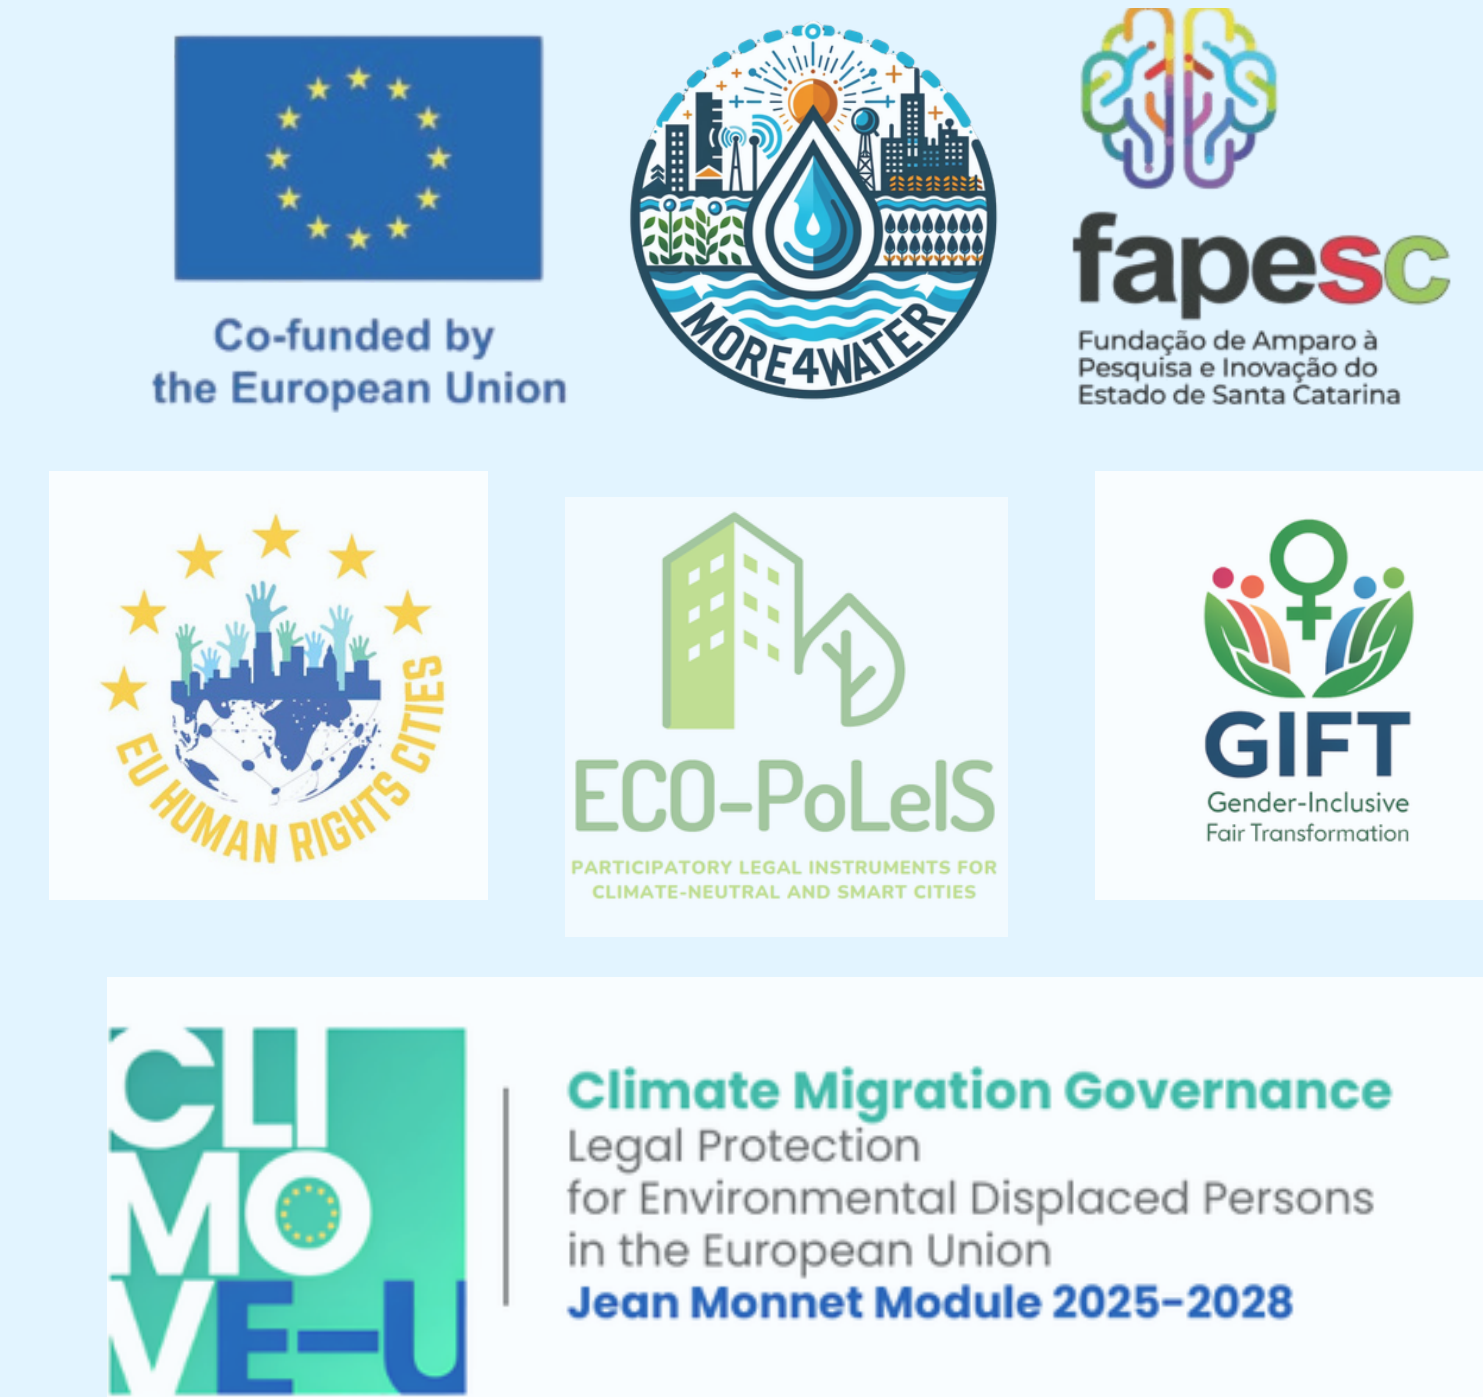 Co-funded by
the European Union
MORE4WATER
fapesc
Fundação de Amparo à
Pesquisa e Inovação do
Estado de Santa Catarina
EU HUMAN RIGHTS CITIES
ECO-PoLeIS
PARTICIPATORY LEGAL INSTRUMENTS FOR
CLIMATE-NEUTRAL AND SMART CITIES
GIFT
Gender-Inclusive
Fair Transformation
CLI
MO
VE-U
Climate Migration Governance
Legal Protection
for Environmental Displaced Persons
in the European Union
Jean Monnet Module 2025-2028